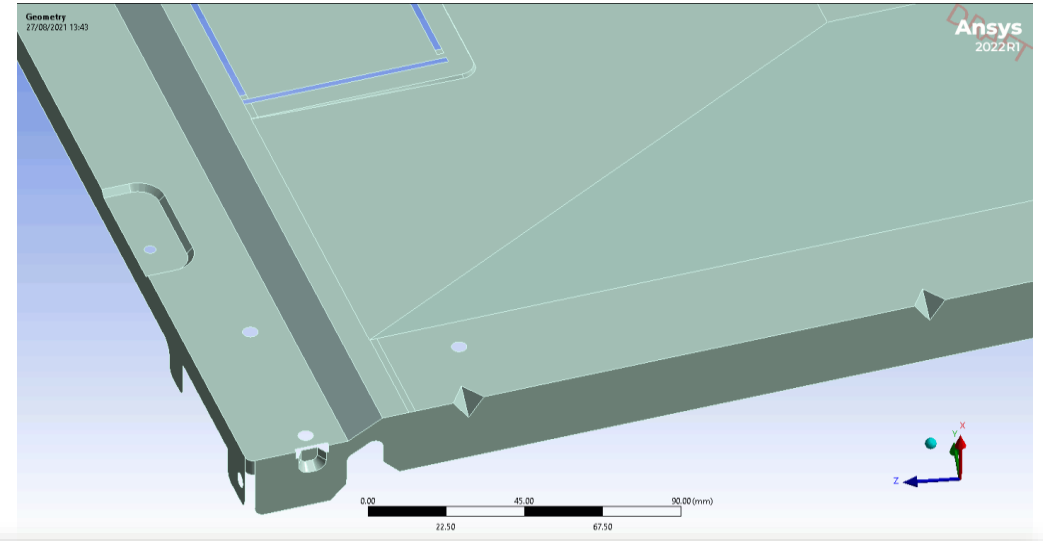 Geometry
27/08/2021 13:43
DRAFT
Ansys
2022R1
X
Y
Z
0.00 45.00 90.00 (mm)
22.50 67.50